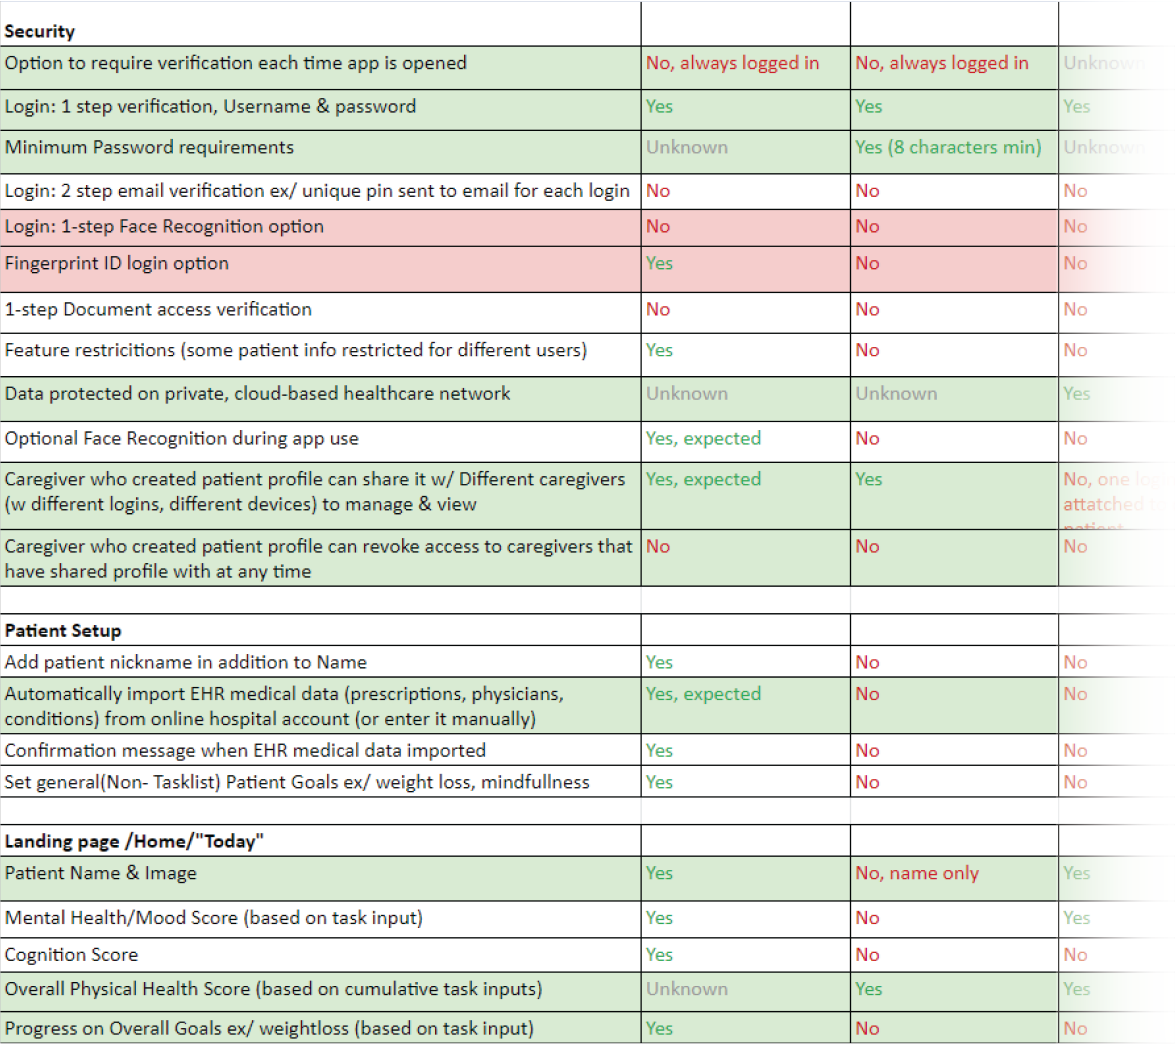 Security
Option to require verification each time app is opened No, always logged in No, always logged in Unknown
Login: 1 step verification, Username & password Yes Yes Yes
Minimum Password requirements Unknown Yes (8 characters min) Unknown
Login: 2 step email verification ex/ unique pin sent to email for each login No No No
Login: 1-step Face Recognition option No No No
Fingerprint ID login option Yes No No
1-step Document access verification No No No
Feature restricitions (some patient info restricted for different users) Yes No No
Data protected on private, cloud-based healthcare network Unknown Unknown Yes
Optional Face Recognition during app use Yes, expected No No
Caregiver who created patient profile can share it w/ Different caregivers Yes, expected Yes No, one
(w different logins, different devices) to manage & view attatched
patient
Caregiver who created patient profile can revoke access to caregivers that No No No
have shared profile with at any time
Patient Setup
Add patient nickname in addition to Name Yes No No
Automatically import EHR medical data (prescriptions, physicians, Yes, expected No No
conditions) from online hospital account (or enter it manually)
Confirmation message when EHR medical data imported Yes No No
Set general(Non- Tasklist) Patient Goals ex/ weight loss, mindfullness Yes No No
Landing page /Home/"Today"
Patient Name & Image Yes No, name only Yes
Mental Health/Mood Score (based on task input) Yes No Yes
Cognition Score Yes No No
Overall Physical Health Score (based on cumulative task inputs) Unknown Yes Yes
Progress on Overall Goals ex/ weightloss (based on task input) Yes No No